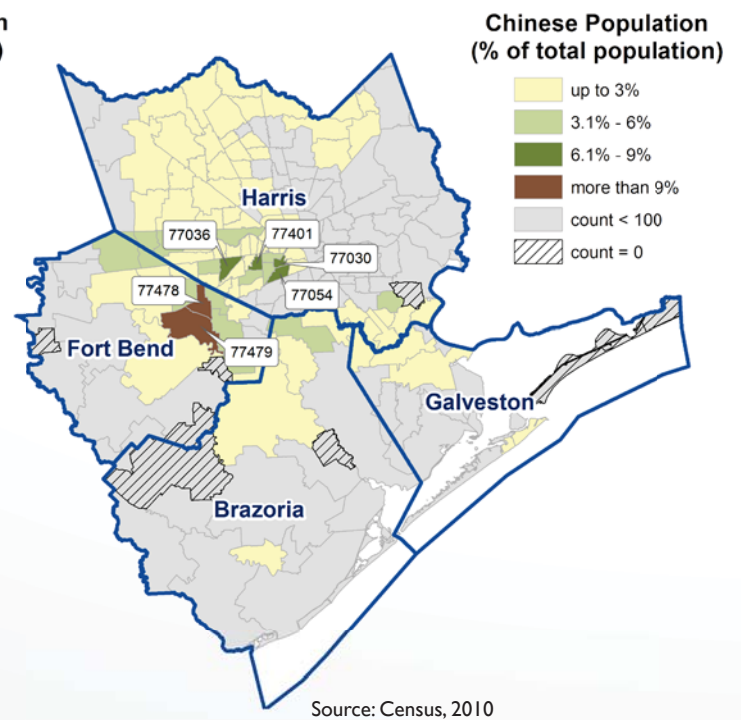 n
)
Chinese Population
(% of total population)
up to 3%
3.1% - 6%
6.1% - 9%
more than 9%
count < 100
count = 0
Harris
77036
77401
77030
77478
77054
Fort Bend
77479
Galveston
Brazoria
Source: Census, 2010